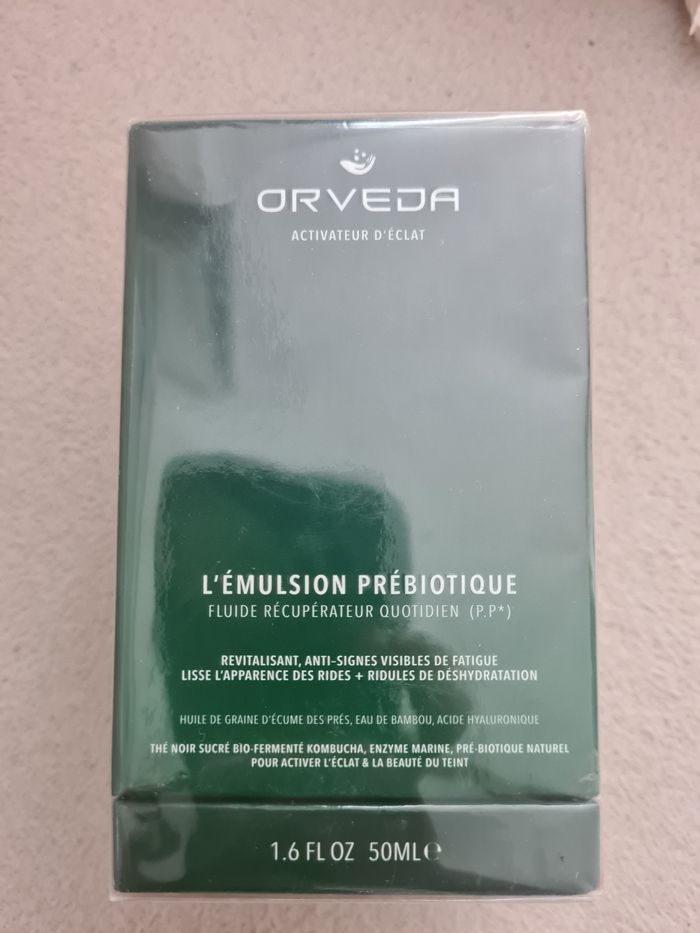 ORVEDA
ACTIVATEUR D'ÉCLAT
L'ÉMULSION PRÉBIOTIQUE
FLUIDE RÉCUPÉRATEUR QUOTIDIEN (P.P*)
REVITALISANT, ANTI-SIGNES VISIBLES DE FATIGUE
LISSE L'APPARENCE DES RIDES + RIDULES DE DÉSHYDRATATION
HUILE DE GRAINE D'ÉCUME DES PRÉS, EAU DE BAMBOU, ACIDE HYALURONIQUE
THÉ NOIR SUCRÉ BIO-FERMENTÉ KOMBUCHA, ENZYME MARINE, PRÉ-BIOTIQUE NATUREL
POUR ACTIVER L'ÉCLAT & LA BEAUTÉ DU TEINT
1.6 FL OZ 50ML℮